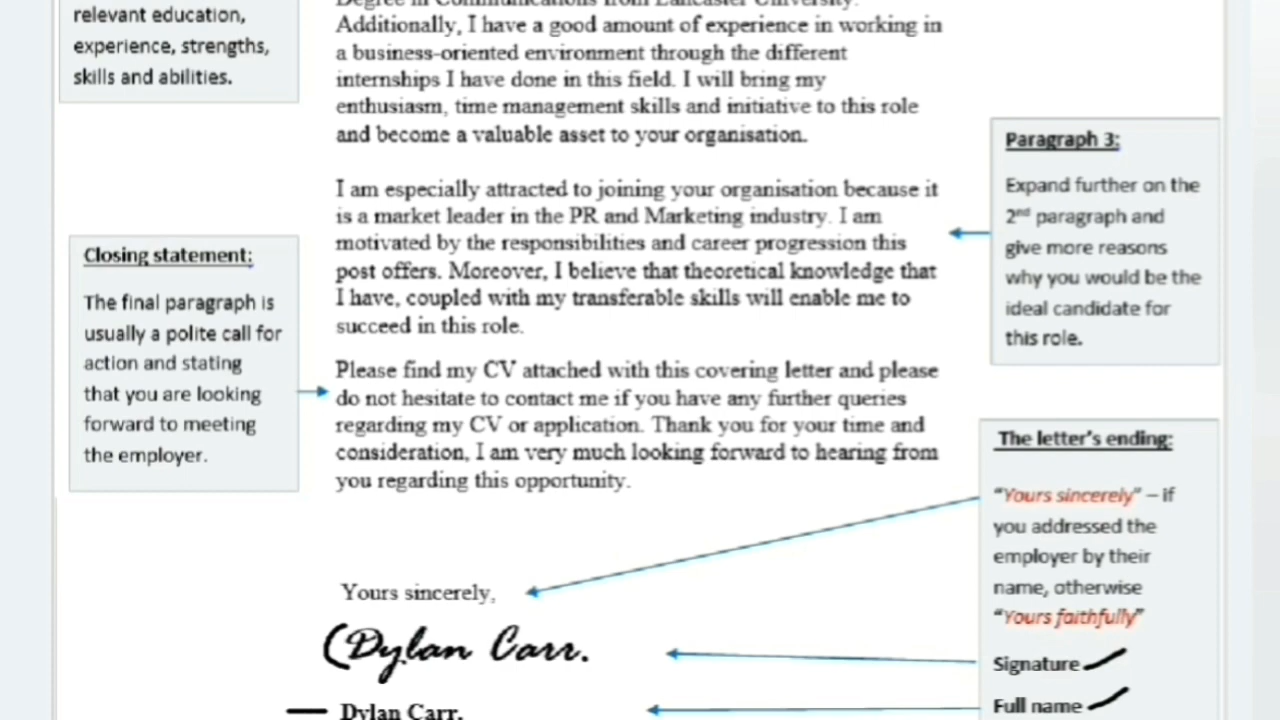 relevant education,
experience, strengths,
skills and abilities.
Degree in Communications from Lancaster University.
Additionally, I have a good amount of experience in working in
a business-oriented environment through the different
internships I have done in this field. I will bring my
enthusiasm, time management skills and initiative to this role
and become a valuable asset to your organisation.
Paragraph 3:
Expand further on the
2nd paragraph and
give more reasons
why you would be the
ideal candidate for
this role.
I am especially attracted to joining your organisation because it
is a market leader in the PR and Marketing industry. I am
motivated by the responsibilities and career progression this
post offers. Moreover, I believe that theoretical knowledge that
I have, coupled with my transferable skills will enable me to
succeed in this role.
Closing statement:
The final paragraph is
usually a polite call for
action and stating
that you are looking
forward to meeting
the employer.
Please find my CV attached with this covering letter and please
do not hesitate to contact me if you have any further queries
regarding my CV or application. Thank you for your time and
consideration, I am very much looking forward to hearing from
you regarding this opportunity.
The letter's ending:
"Yours sincerely" – if
you addressed the
employer by their
name, otherwise
"Yours faithfully"
Signature
Full name
Yours sincerely,
Dylan Carr.
Dylan Carr.